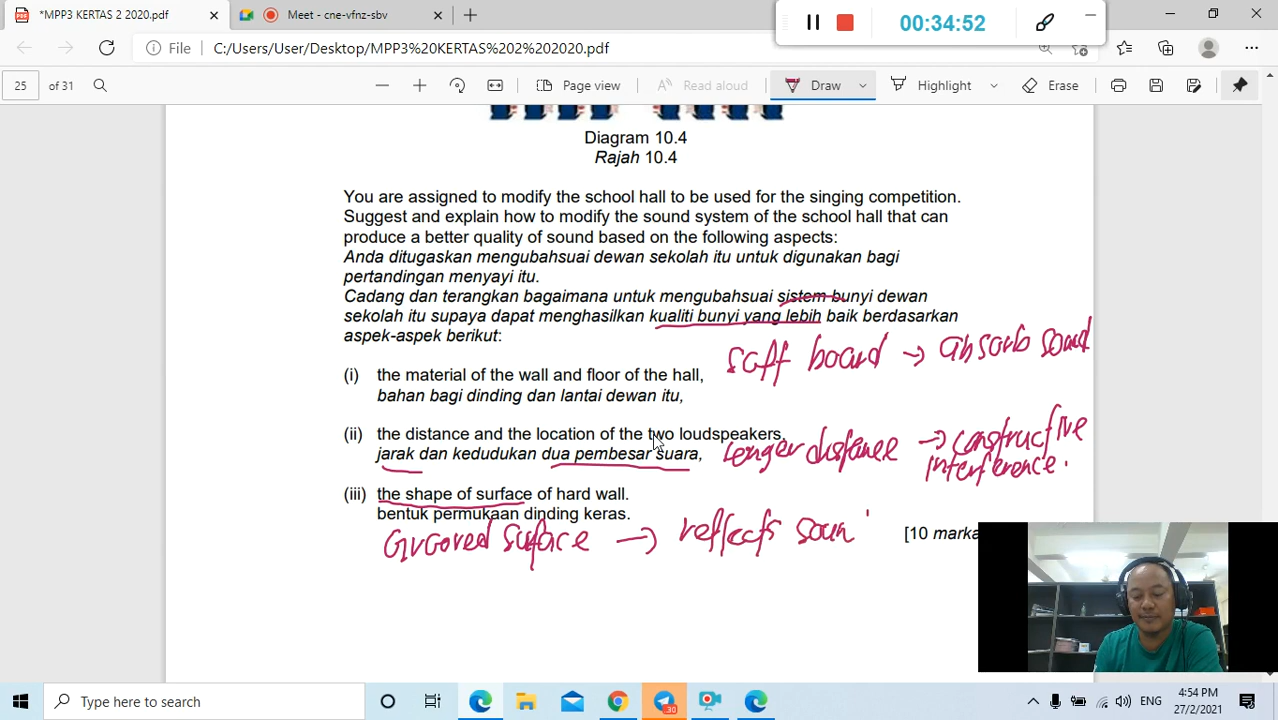 *MPP3 KERTAS 2 2020.pdf
Meet - cne-vfnz-sbv
00:34:52
File
C:/Users/User/Desktop/MPP3%20KERTAS%202%202020.pdf
25 of 31
Page view
Read aloud
Draw
Highlight
Erase
Diagram 10.4
Rajah 10.4
You are assigned to modify the school hall to be used for the singing competition.
Suggest and explain how to modify the sound system of the school hall that can
produce a better quality of sound based on the following aspects:
Anda ditugaskan mengubahsuai dewan sekolah itu untuk digunakan bagi
pertandingan menyayi itu.
Cadang dan terangkan bagaimana untuk mengubahsuai sistem bunyi dewan
sekolah itu supaya dapat menghasilkan kualiti bunyi yang lebih baik berdasarkan
aspek-aspek berikut:
soff board → absorb sound
(i) the material of the wall and floor of the hall,
bahan bagi dinding dan lantai dewan itu,
(ii) the distance and the location of the two loudspeakers,
jarak dan kedudukan dua pembesar suara,
Longer distance → constructive
interference.
(iii) the shape of surface of hard wall.
bentuk permukaan dinding keras.
surface → reflects soun
[10 marka
Type here to search
30
ENG
4:54 PM
27/2/2021